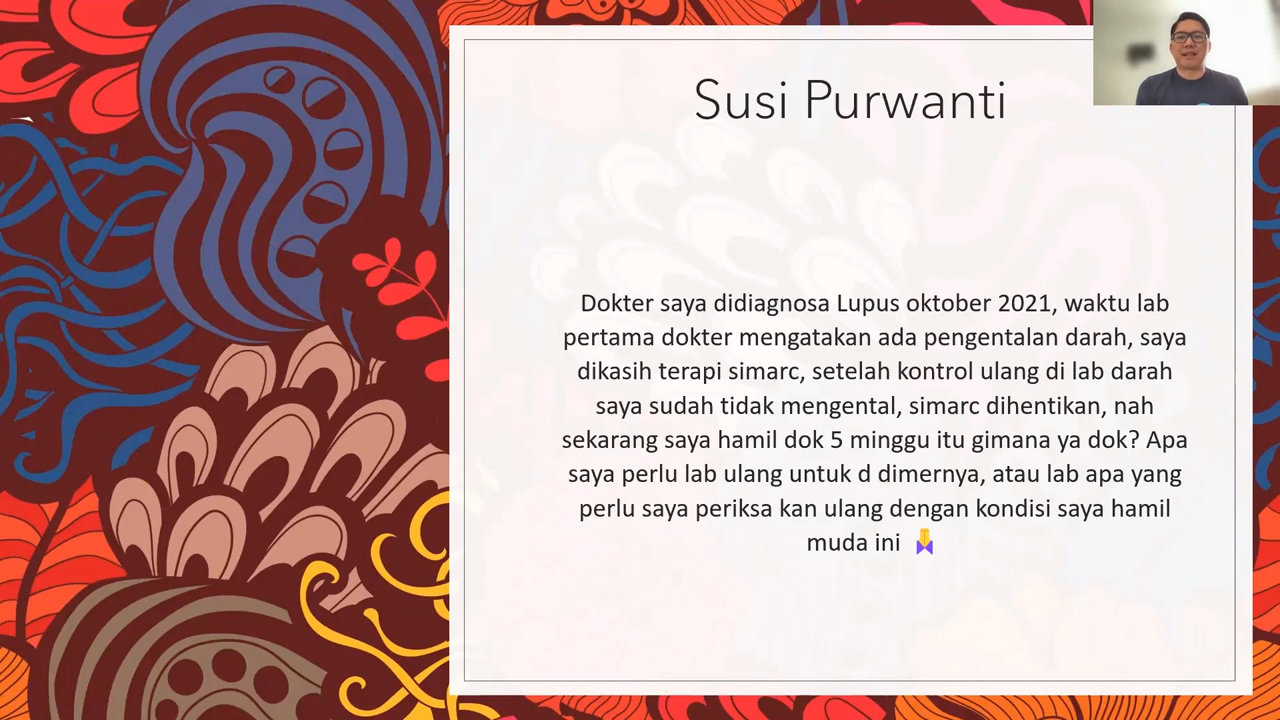 Susi Purwanti
Dokter saya didiagnosa Lupus oktober 2021, waktu lab
pertama dokter mengatakan ada pengentalan darah, saya
dikasih terapi simarc, setelah kontrol ulang di lab darah
saya sudah tidak mengental, simarc dihentikan, nah
sekarang saya hamil dok 5 minggu itu gimana ya dok? Apa
saya perlu lab ulang untuk d dimernya, atau lab apa yang
perlu saya periksa kan ulang dengan kondisi saya hamil
muda ini 🙏